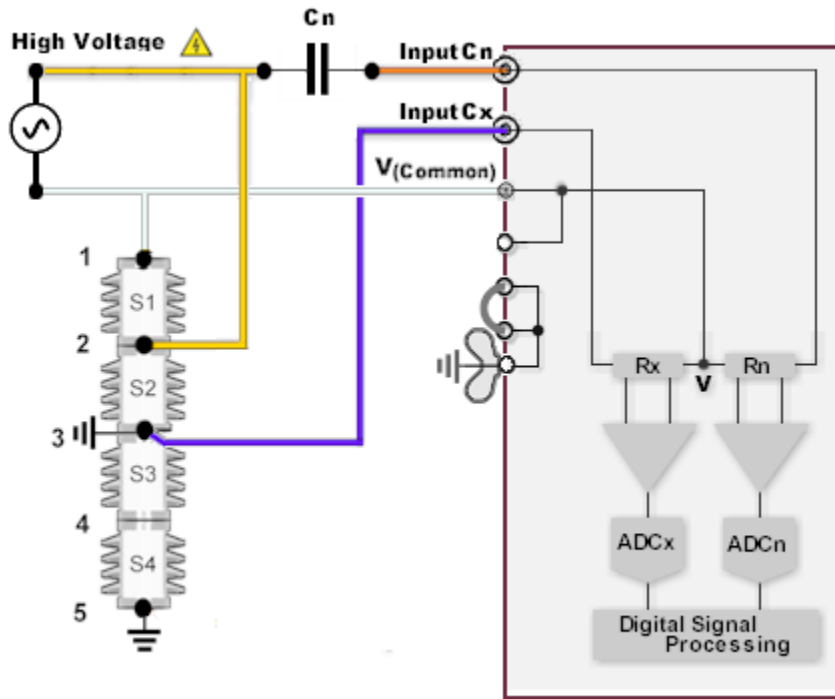 Cn
High Voltage
Input Cn
Input Cx
V(Common)
1
S1
2
S2
3
S3
4
S4
5
Rx
V
Rn
ADCx
ADCn
Digital Signal
Processing